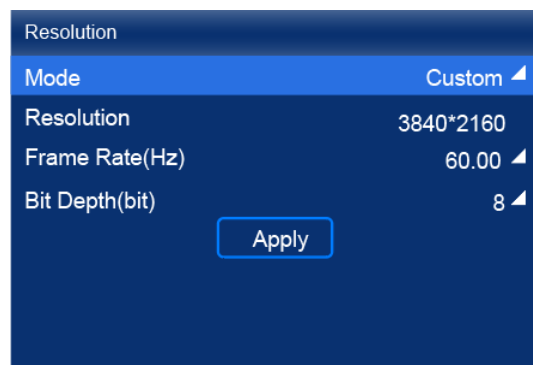 Resolution
Mode Custom
Resolution 3840*2160
Frame Rate(Hz) 60.00
Bit Depth(bit) 8
Apply